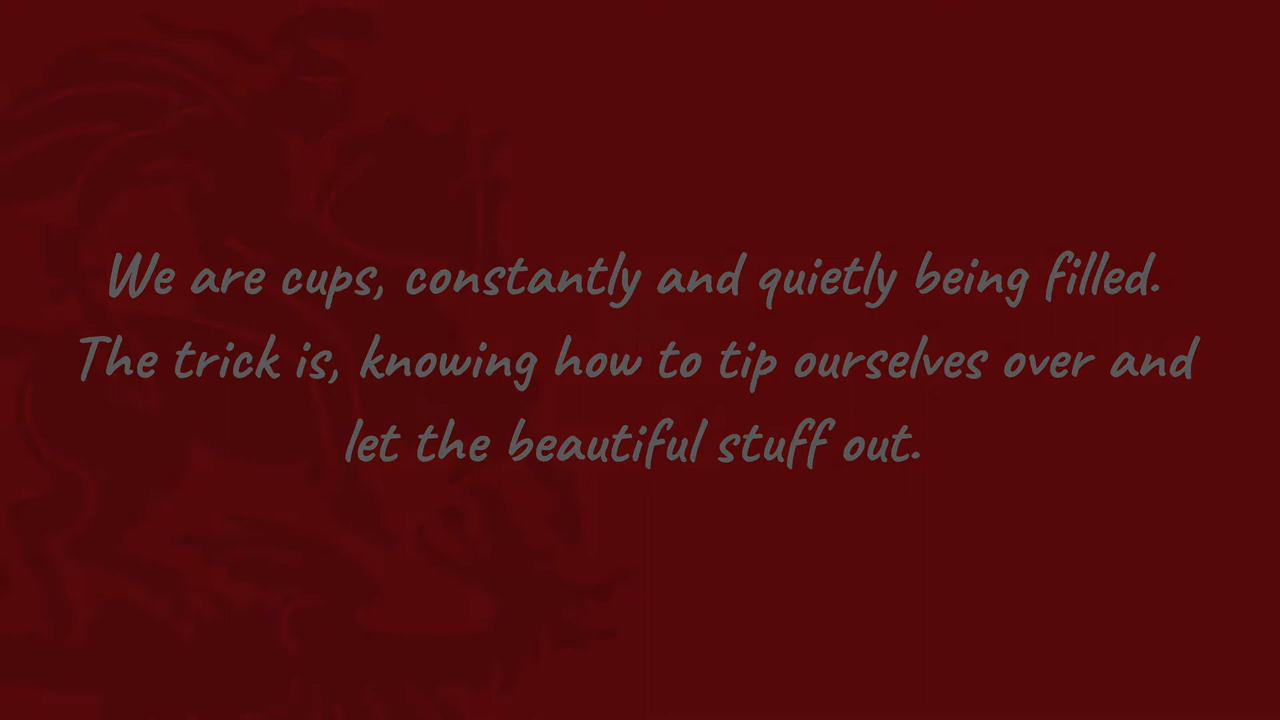 We are cups, constantly and quietly being filled.
The trick is, knowing how to tip ourselves over and
let the beautiful stuff out.